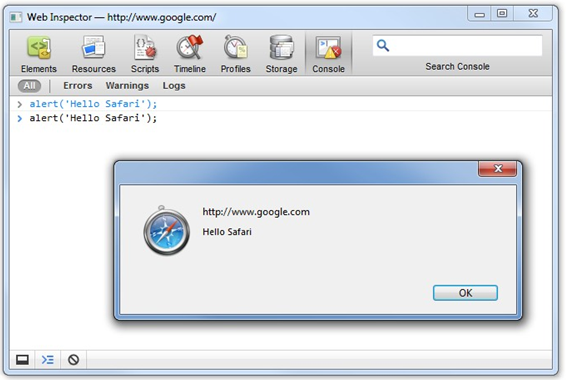 Web Inspector — http://www.google.com/
Elements Resources Scripts Timeline Profiles Storage Console Search Console
All Errors Warnings Logs
> alert('Hello Safari');
> alert('Hello Safari');
http://www.google.com
Hello Safari
OK